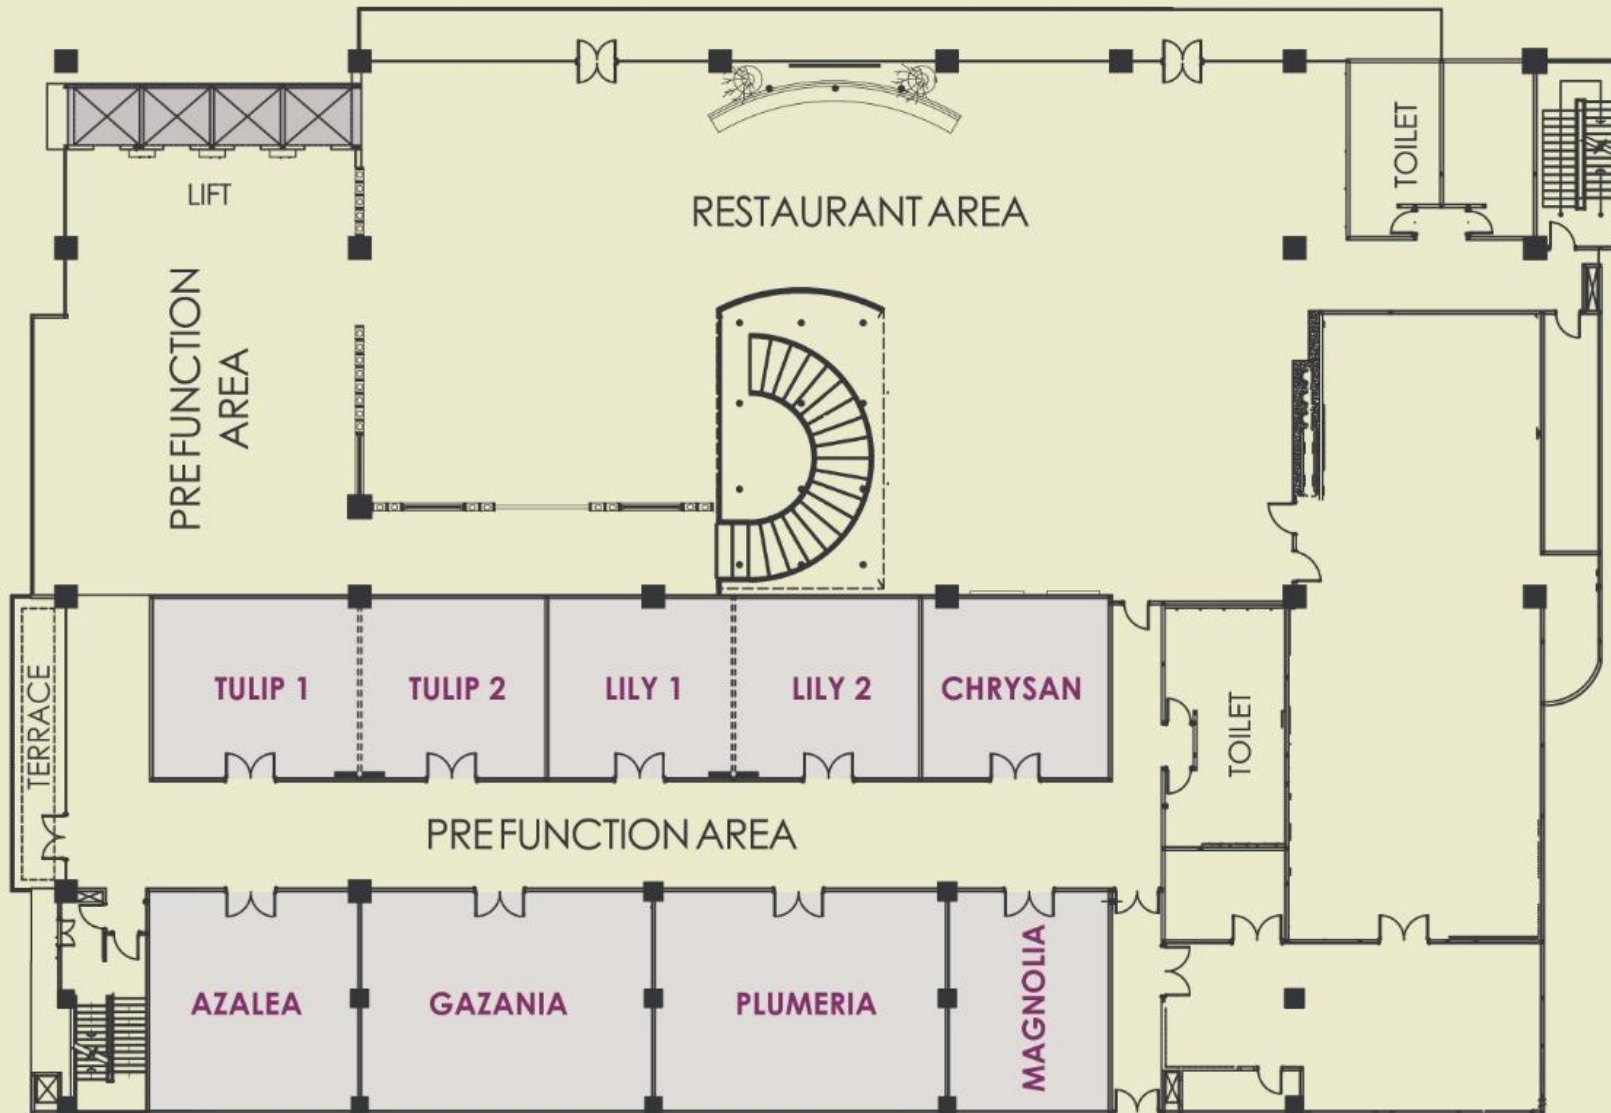 TOILET
LIFT
RESTAURANT AREA
PREFUNCTION
AREA
TERRACE
TULIP 1
TULIP 2
LILY 1
LILY 2
CHRYSAN
TOILET
PREFUNCTION AREA
AZALEA
GAZANIA
PLUMERIA
MAGNOLIA